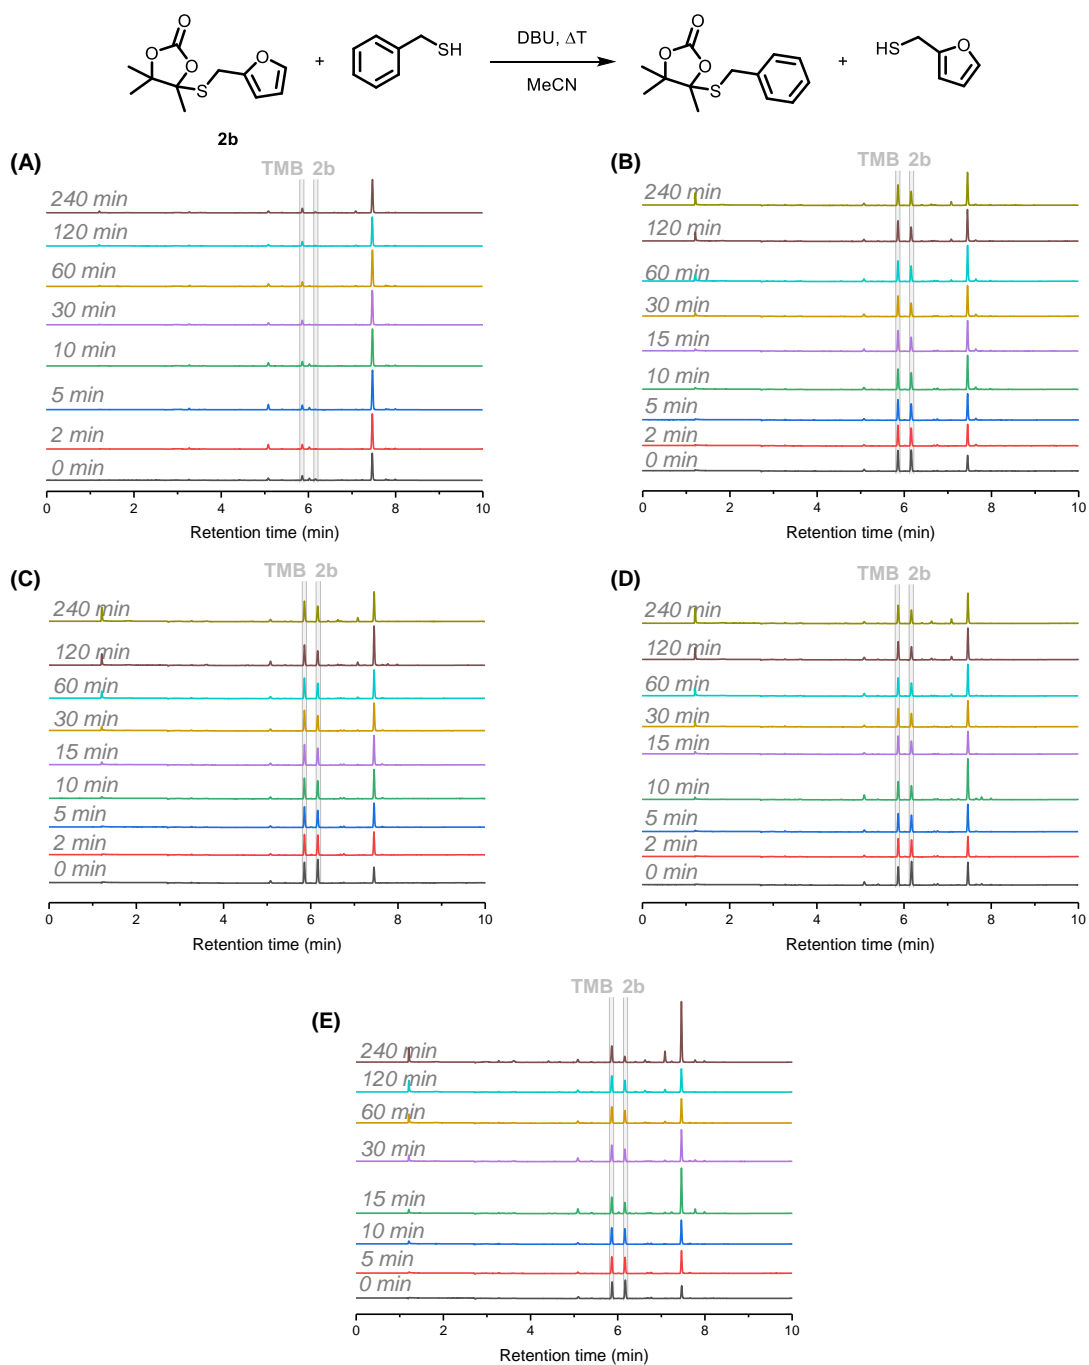 O
O
O
S
O
2b
+
SH
DBU, ΔT
MeCN
O
O
O
S
+
HS
O
(A)
TMB 2b
240 min
120 min
60 min
30 min
10 min
5 min
2 min
0 min
0 2 4 6 8 10
Retention time (min)
(B)
TMB 2b
240 min
120 min
60 min
30 min
15 min
10 min
5 min
2 min
0 min
0 2 4 6 8 10
Retention time (min)
(C)
TMB 2b
240 min
120 min
60 min
30 min
15 min
10 min
5 min
2 min
0 min
0 2 4 6 8 10
Retention time (min)
(D)
TMB 2b
240 min
120 min
60 min
30 min
15 min
10 min
5 min
2 min
0 min
0 2 4 6 8 10
Retention time (min)
(E)
TMB 2b
240 min
120 min
60 min
30 min
15 min
10 min
5 min
0 min
0 2 4 6 8 10
Retention time (min)